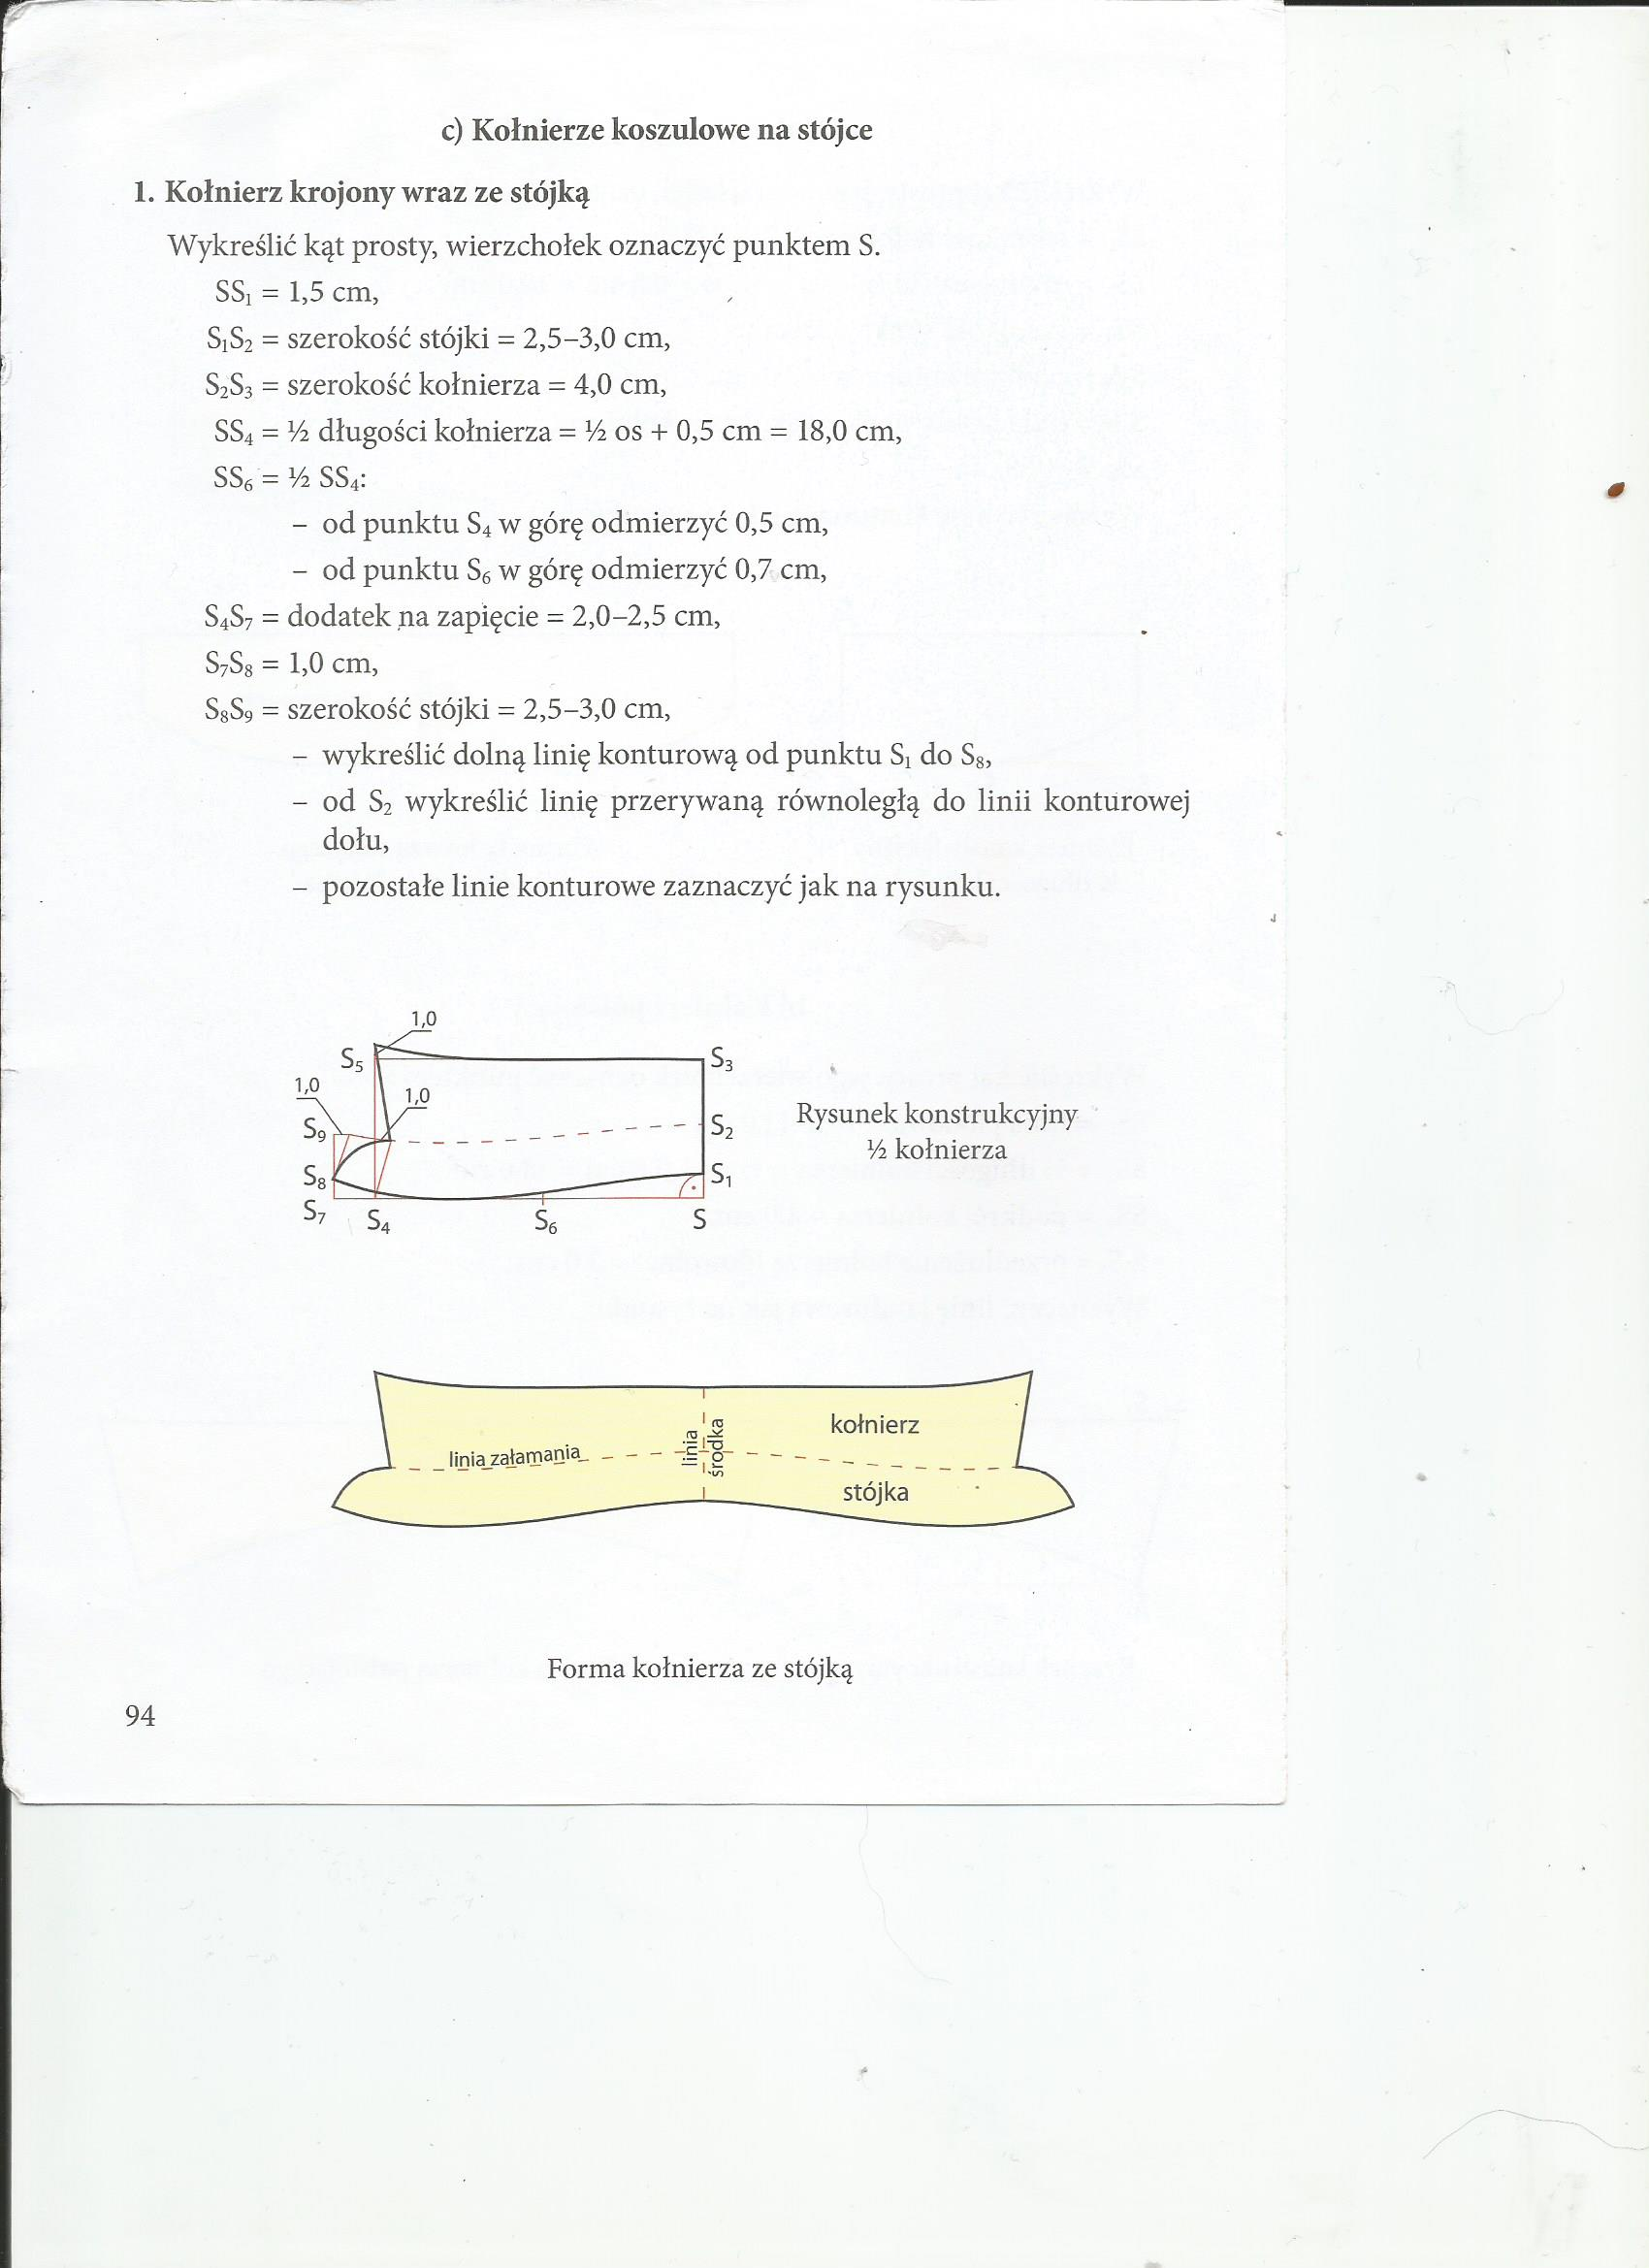 c) Kołnierze koszulowe na stójce
1. Kołnierz krojony wraz ze stójką
Wykreślić kąt prosty, wierzchołek oznaczyć punktem S.
SS₁ = 1,5 cm,
S₁S₂ = szerokość stójki = 2,5–3,0 cm,
S₂S₃ = szerokość kołnierza = 4,0 cm,
SS₄ = ½ długości kołnierza = ½ os + 0,5 cm = 18,0 cm,
SS₆ = ½ SS₄:
– od punktu S₄ w górę odmierzyć 0,5 cm,
– od punktu S₆ w górę odmierzyć 0,7 cm,
S₄S₇ = dodatek na zapięcie = 2,0–2,5 cm,
S₇S₈ = 1,0 cm,
S₈S₉ = szerokość stójki = 2,5–3,0 cm,
– wykreślić dolną linię konturową od punktu S₁ do S₈,
– od S₂ wykreślić linię przerywaną równoległą do linii konturowej
dołu,
– pozostałe linie konturowe zaznaczyć jak na rysunku.
1,0
S₅
S₃
1,0
1,0
S₉
S₂
Rysunek konstrukcyjny
½ kołnierza
S₈
S₁
S₇
S₄
S₆
S
kołnierz
linia załamania
linia
środka
stójka
Forma kołnierza ze stójką
94